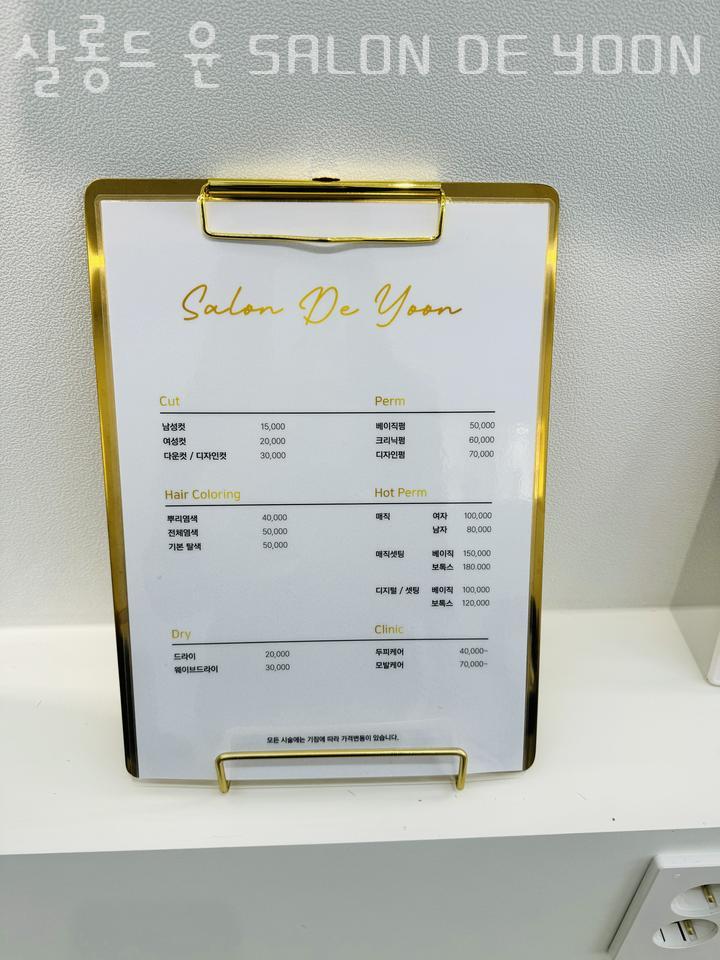 살롱드 윤 SALON DE YOON
Salon De Yoon
Cut
남성컷 15,000
여성컷 20,000
다운컷 / 디자인컷 30,000
Perm
베이직펌 50,000
크리닉펌 60,000
디자인펌 70,000
Hair Coloring
뿌리염색 40,000
전체염색 50,000
기본 탈색 50,000
Hot Perm
매직 여자 100,000
남자 80,000
매직셋팅 베이직 150,000
보톡스 180.000
디지털 / 셋팅 베이직 100,000
보톡스 120,000
Dry
드라이 20,000
웨이브드라이 30,000
Clinic
두피케어 40,000~
모발케어 70,000~
모든 시술에는 기장에 따라 가격변동이 있습니다.